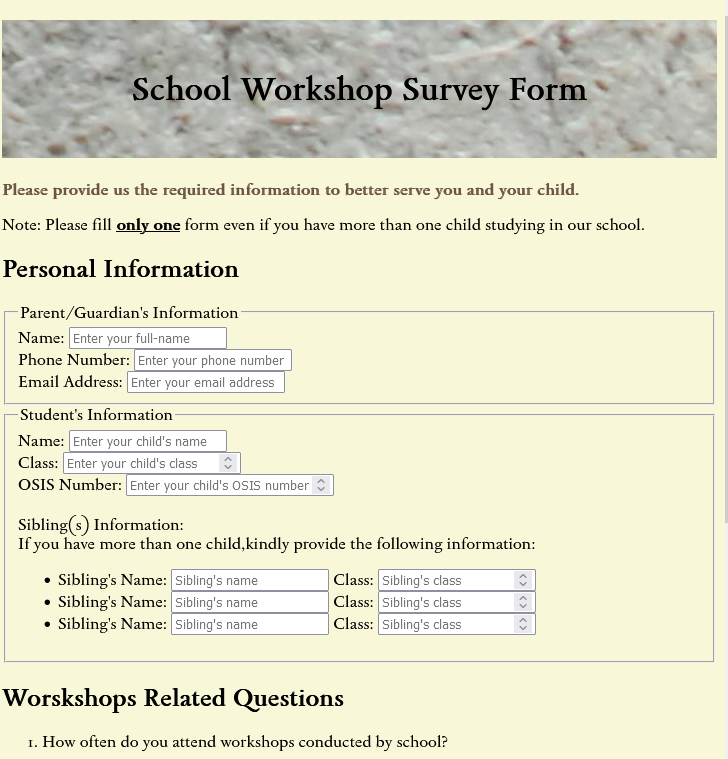 School Workshop Survey Form
Please provide us the required information to better serve you and your child.
Note: Please fill only one form even if you have more than one child studying in our school.
Personal Information
Parent/Guardian's Information
Name: Enter your full-name
Phone Number: Enter your phone number
Email Address: Enter your email address
Student's Information
Name: Enter your child's name
Class: Enter your child's class
OSIS Number: Enter your child's OSIS number
Sibling(s) Information:
If you have more than one child,kindly provide the following information:
• Sibling's Name: Sibling's name Class: Sibling's class
• Sibling's Name: Sibling's name Class: Sibling's class
• Sibling's Name: Sibling's name Class: Sibling's class
Worskshops Related Questions
1. How often do you attend workshops conducted by school?